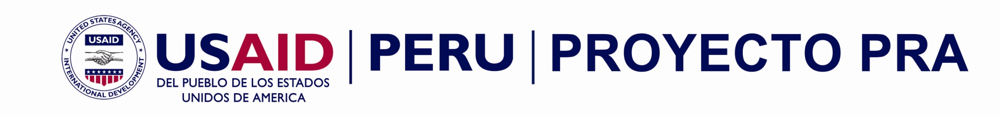 UNITED STATES AGENCY
USAID
INTERNATIONAL DEVELOPMENT
USAID | PERU | PROYECTO PRA
DEL PUEBLO DE LOS ESTADOS
UNIDOS DE AMERICA